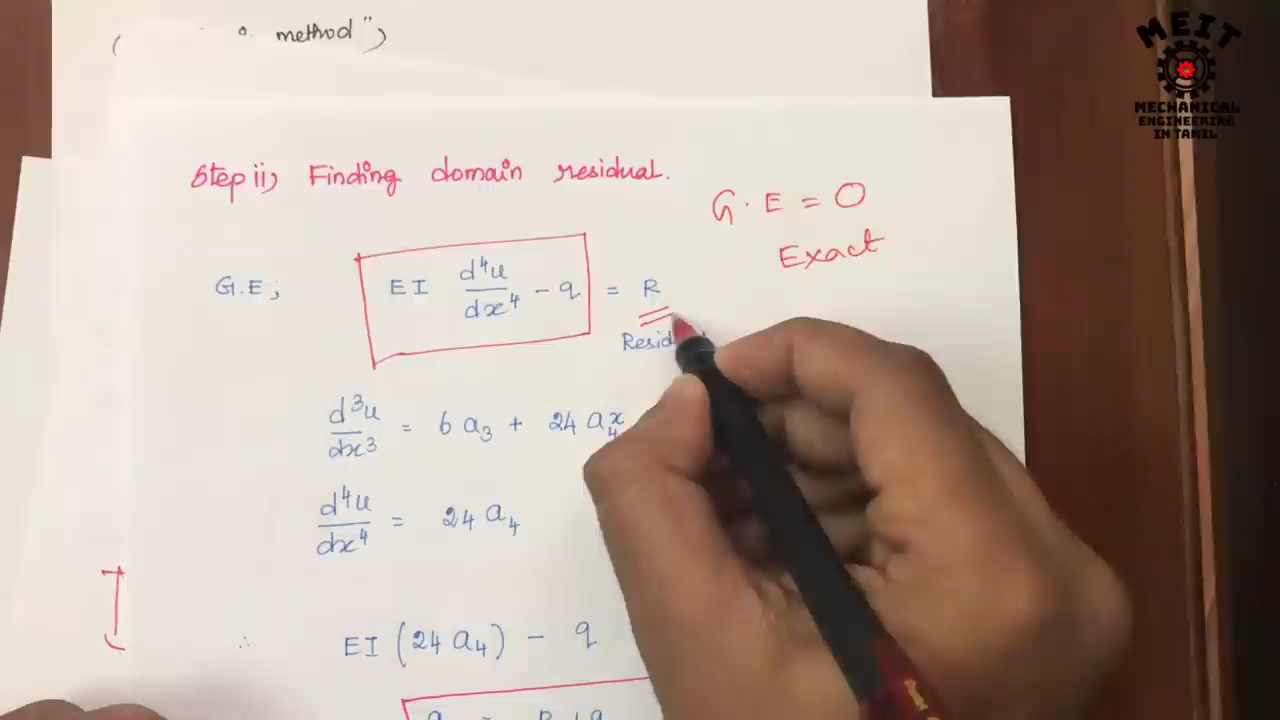 method")
Step ii, Finding domain residual.
G.E = 0
Exact
G.E; EI d⁴u/dx⁴ - q = R
d³u/dx³ = 6 a₃ + 24 a₄x
d⁴u/dx⁴ = 24 a₄
∴ EI (24 a₄) - q
MEIT
MECHANICAL
ENGINEERING
IN TAMIL